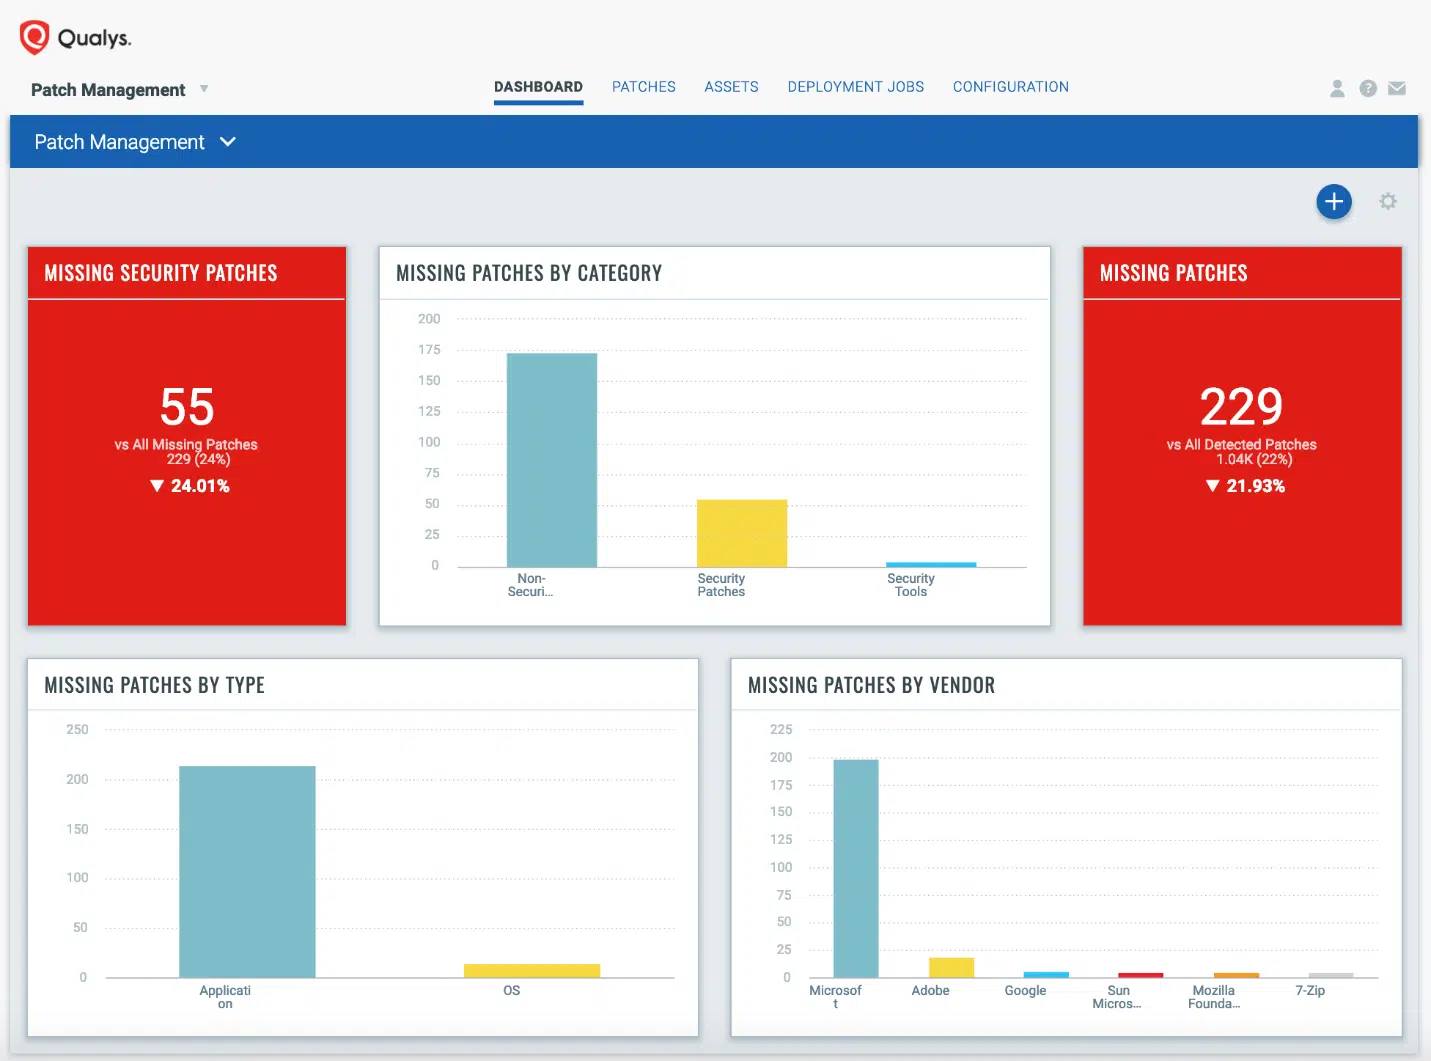 Qualys.
Patch Management
DASHBOARD
PATCHES
ASSETS
DEPLOYMENT JOBS
CONFIGURATION
?
Patch Management
+
MISSING SECURITY PATCHES
55
vs All Missing Patches
229 (24%)
▼ 24.01%
MISSING PATCHES BY CATEGORY
200
175
150
125
100
75
50
25
0
Non-
Securi...
Security
Patches
Security
Tools
MISSING PATCHES
229
vs All Detected Patches
1.04K (22%)
▼ 21.93%
MISSING PATCHES BY TYPE
250
200
150
100
50
0
Applicati
on
OS
MISSING PATCHES BY VENDOR
225
200
175
150
125
100
75
50
25
0
Microsof
t
Adobe
Google
Sun
Micros...
Mozilla
Founda...
7-Zip